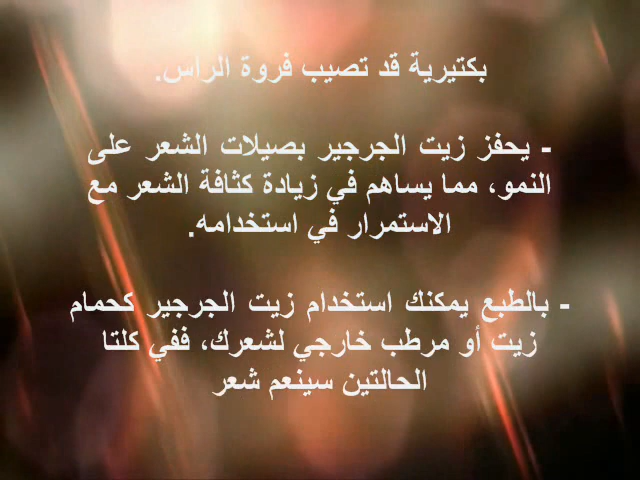 بكتيرية قد تصيب فروة الراس.
- يحفز زيت الجرجير بصيلات الشعر على
النمو، مما يساهم في زيادة كثافة الشعر مع
الاستمرار في استخدامه.
- بالطبع يمكنك استخدام زيت الجرجير كحمام
زيت أو مرطب خارجي لشعرك، ففي كلتا
الحالتين سينعم شعر